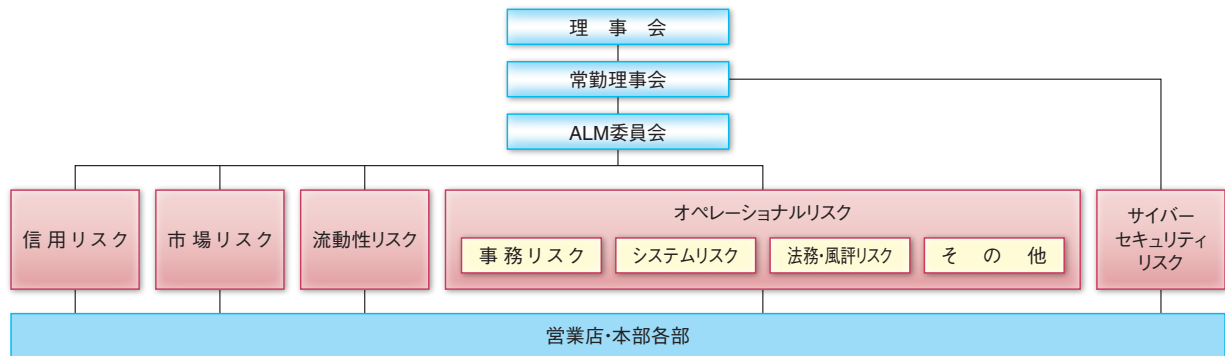 理事会
常勤理事会
ALM委員会
信用リスク
市場リスク
流動性リスク
オペレーショナルリスク
事務リスク
システムリスク
法務・風評リスク
その他
サイバー
セキュリティ
リスク
営業店・本部各部